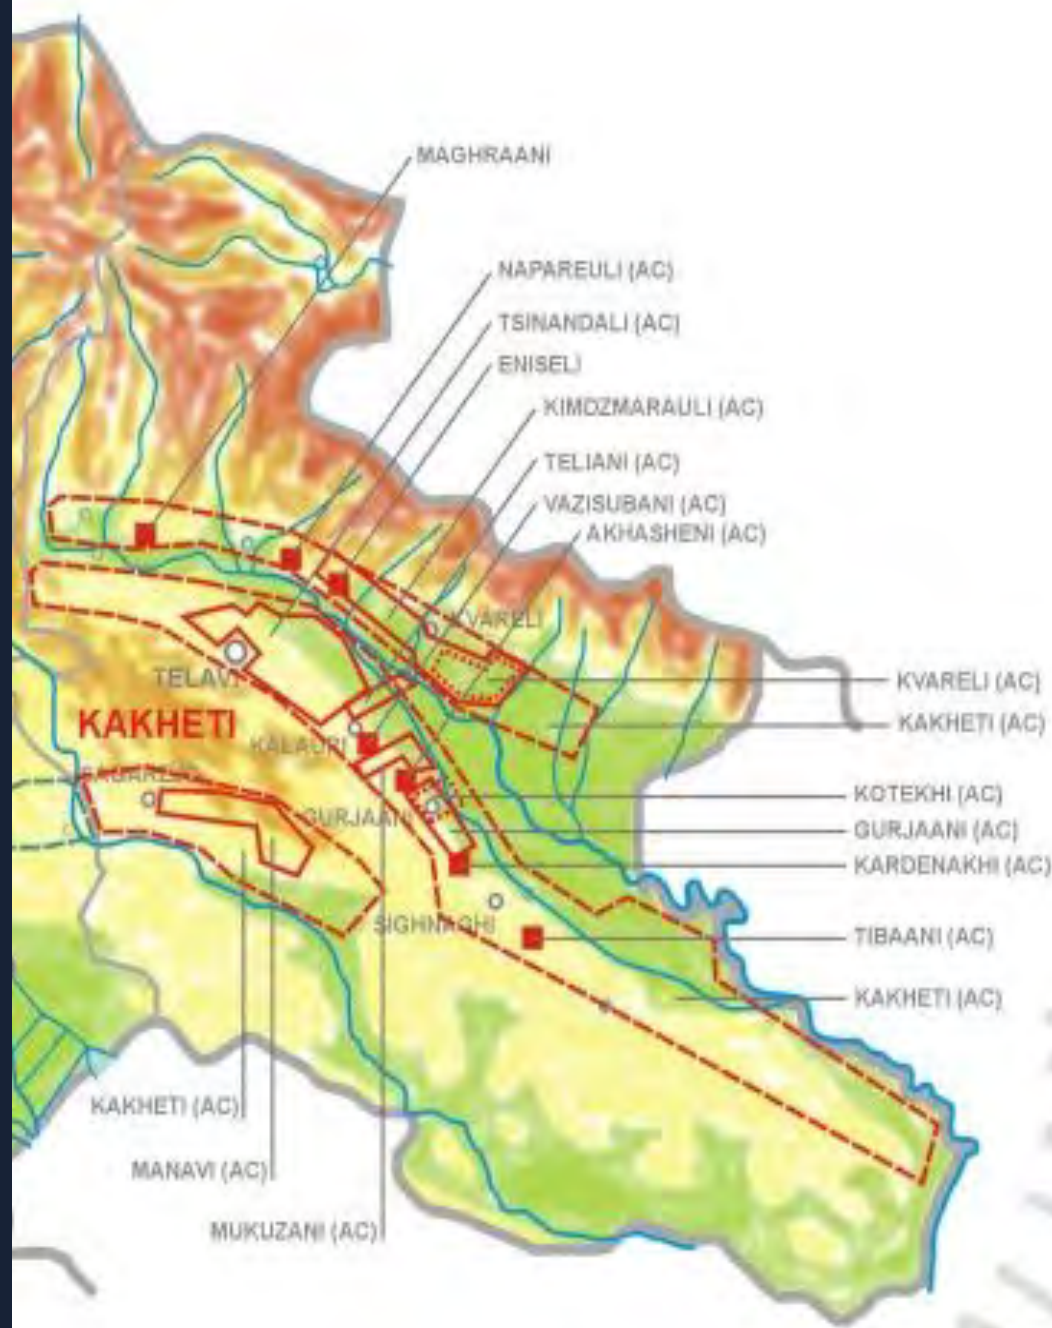 MAGHRAANI
NAPAREULI (AC)
TSINANDALI (AC)
ENISELI
KIMOZMARAULI (AC)
TELIANI (AC)
VAZISUBANI (AC)
AKHASHENI (AC)
KVARELI
TELAVI
KVARELI (AC)
KAKHETI
KAKHETI (AC)
KALAURI
KOTEKHI (AC)
GURJAANI
GURJAANI (AC)
KARDENAKHI (AC)
SIGHNAGHI
TIBAANI (AC)
KAKHETI (AC)
KAKHETI (AC)
MANAVI (AC)
MUKUZANI (AC)